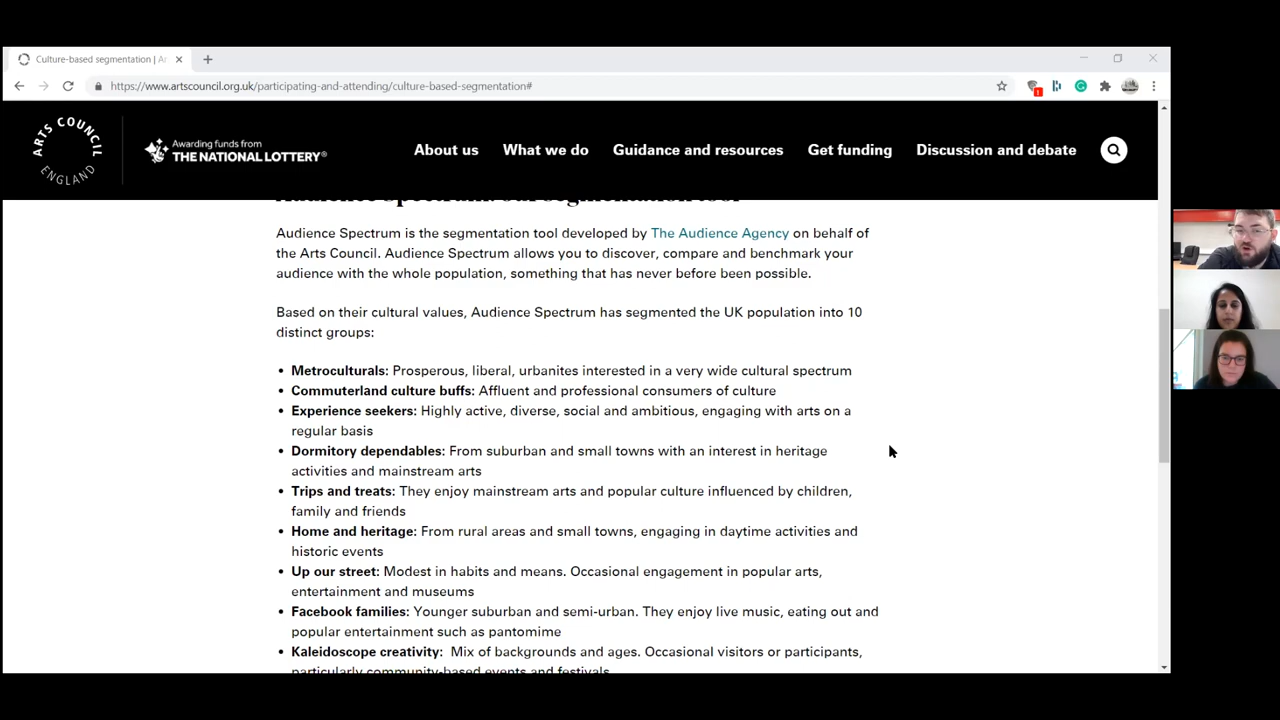 Culture-based segmentation | Ar
https://www.artscouncil.org.uk/participating-and-attending/culture-based-segmentation#
ARTS COUNCIL
ENGLAND
Awarding funds from
THE NATIONAL LOTTERY®
About us
What we do
Guidance and resources
Get funding
Discussion and debate
Audience Spectrum: our segmentation tool
Audience Spectrum is the segmentation tool developed by The Audience Agency on behalf of
the Arts Council. Audience Spectrum allows you to discover, compare and benchmark your
audience with the whole population, something that has never before been possible.
Based on their cultural values, Audience Spectrum has segmented the UK population into 10
distinct groups:
• Metroculturals: Prosperous, liberal, urbanites interested in a very wide cultural spectrum
• Commuterland culture buffs: Affluent and professional consumers of culture
• Experience seekers: Highly active, diverse, social and ambitious, engaging with arts on a
regular basis
• Dormitory dependables: From suburban and small towns with an interest in heritage
activities and mainstream arts
• Trips and treats: They enjoy mainstream arts and popular culture influenced by children,
family and friends
• Home and heritage: From rural areas and small towns, engaging in daytime activities and
historic events
• Up our street: Modest in habits and means. Occasional engagement in popular arts,
entertainment and museums
• Facebook families: Younger suburban and semi-urban. They enjoy live music, eating out and
popular entertainment such as pantomime
• Kaleidoscope creativity: Mix of backgrounds and ages. Occasional visitors or participants,
particularly community-based events and festivals